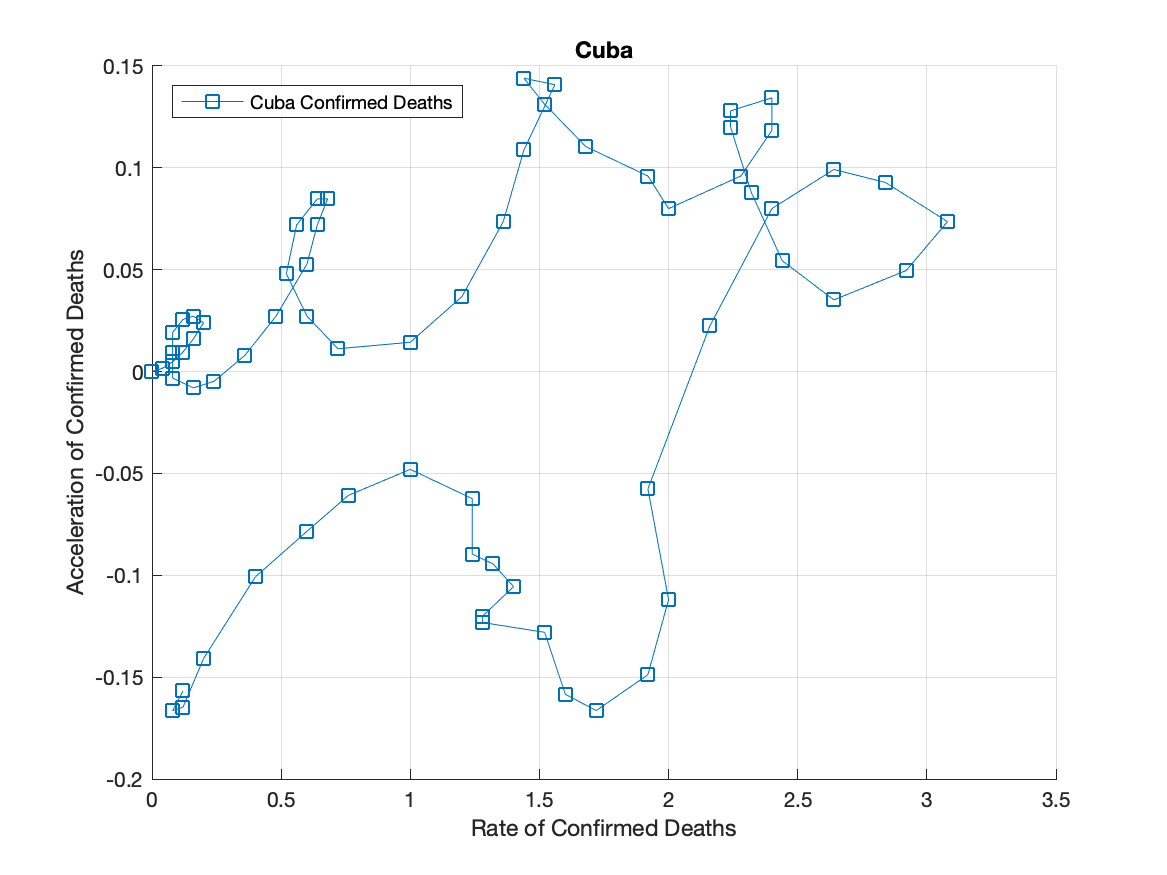 Cuba
0.15
Cuba Confirmed Deaths
0.1
0.05
0
-0.05
-0.1
-0.15
-0.2
Acceleration of Confirmed Deaths
0 0.5 1 1.5 2 2.5 3 3.5
Rate of Confirmed Deaths